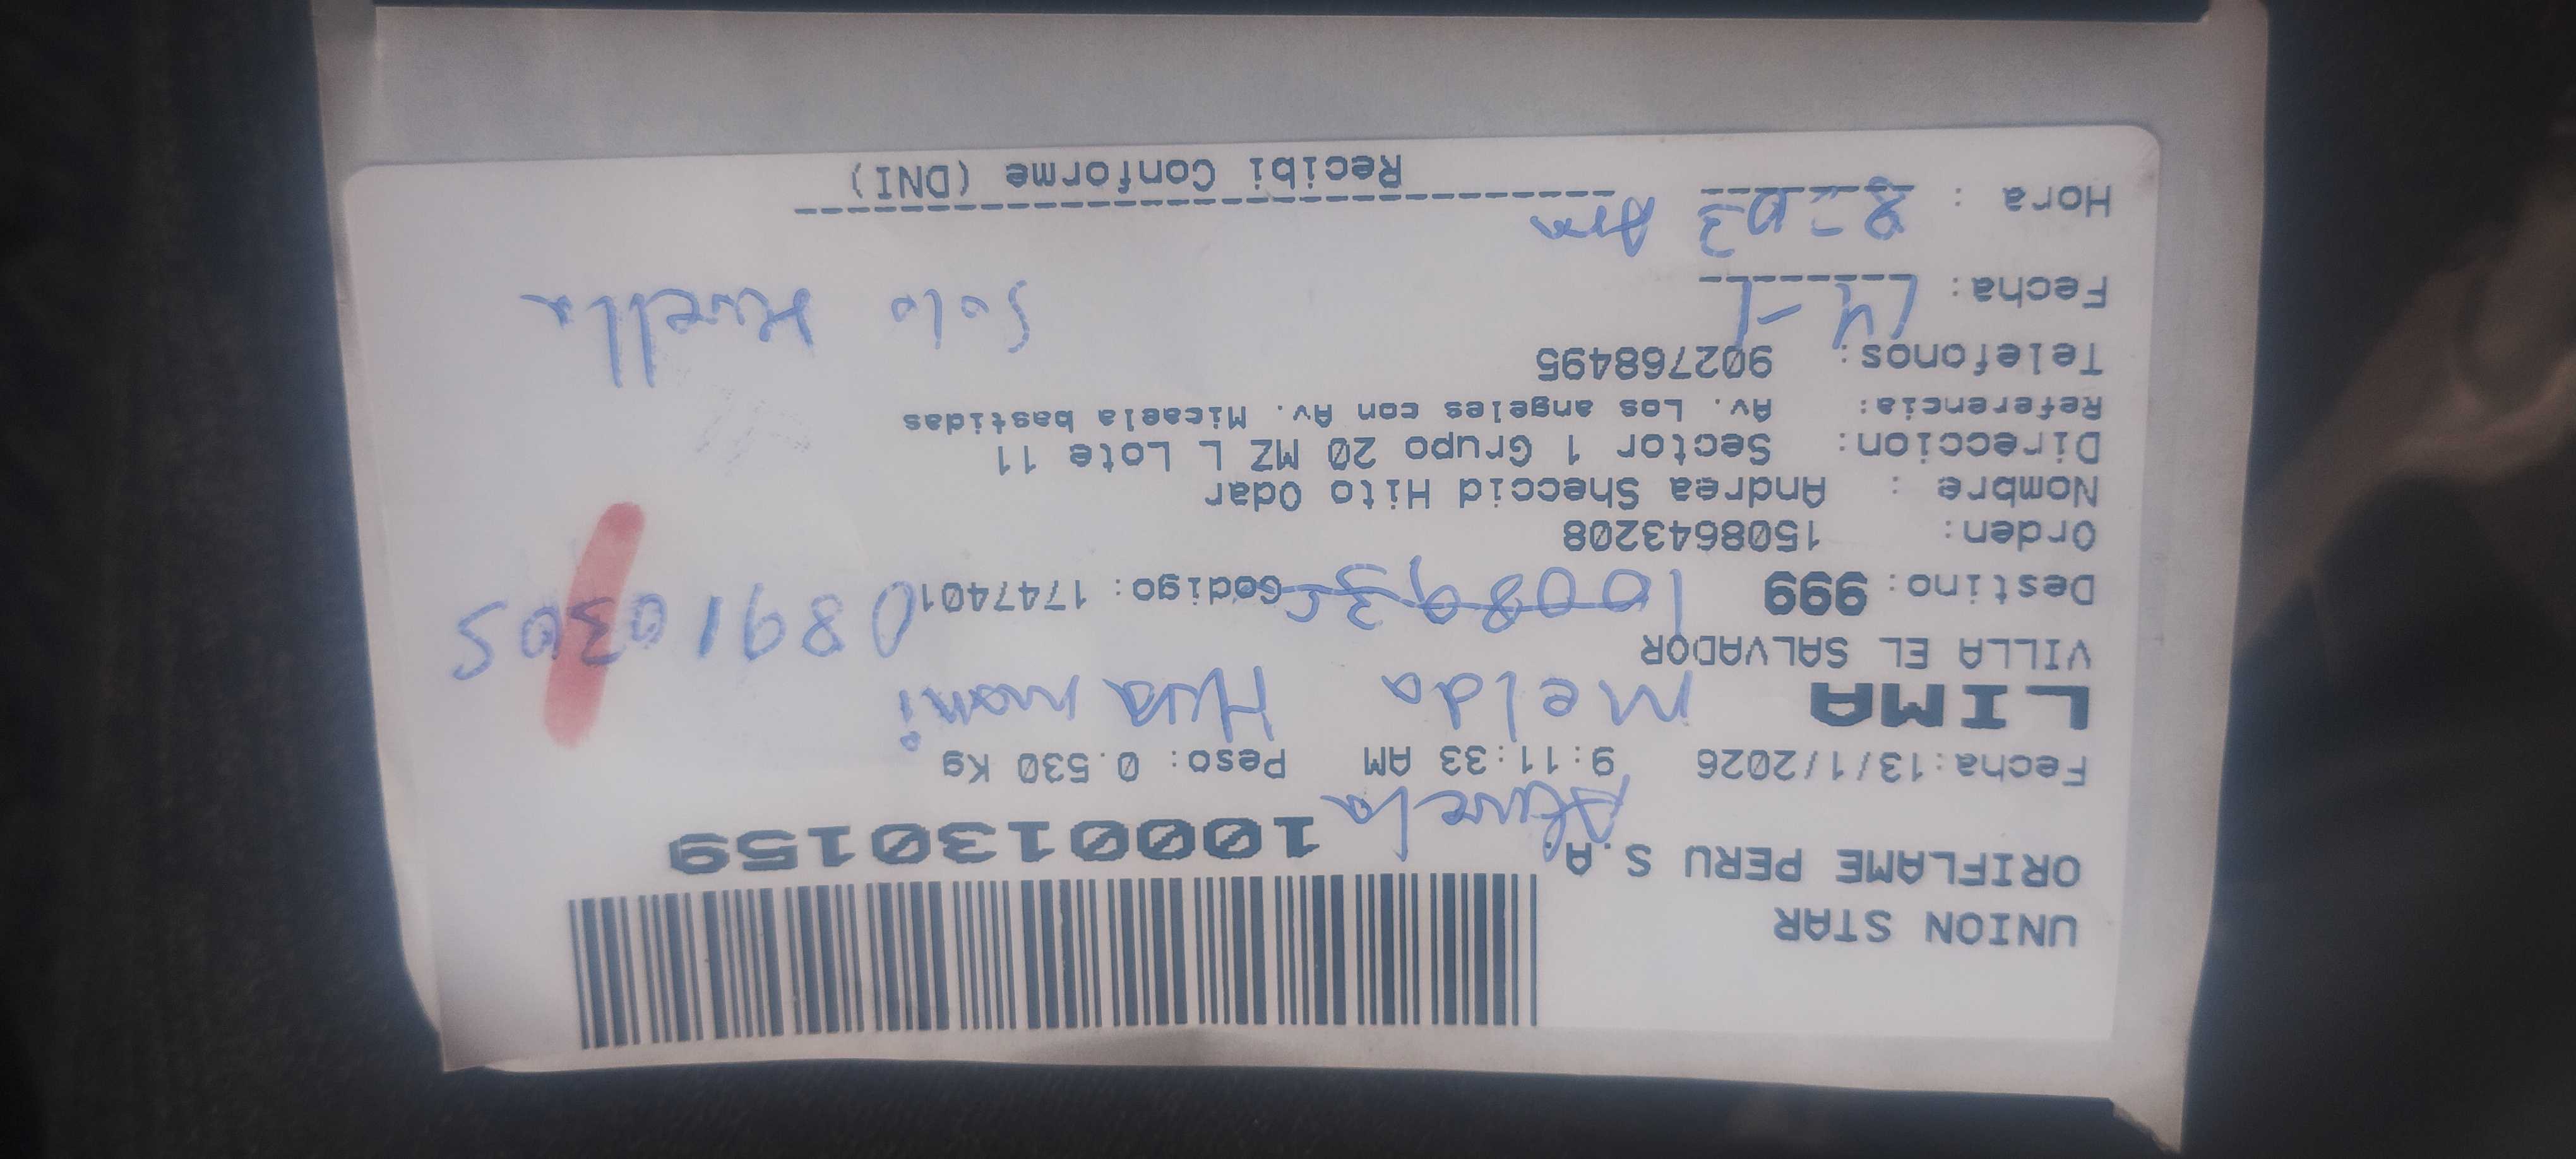 UNION STAR
ORIFLAME PERU S.A.
1000130159
Abuela
Fecha:13/1/2026 9:11:33 AM Peso: 0.530 Kg
LIMA Melda Huamani
VILLA EL SALVADOR
Destino: 999 Codigo: 1747401
Orden: 1508643208
Nombre : Andrea Sheccid Hito Odar
Direccion: Sector 1 Grupo 20 MZ L Lote 11
Referencia: Av. Los angeles con Av. Micaela bastidas
Telefonos: 902768495
Fecha: 14-1
Solo Huella
Hora : 8:03 Am
Recibi Conforme (DNI)